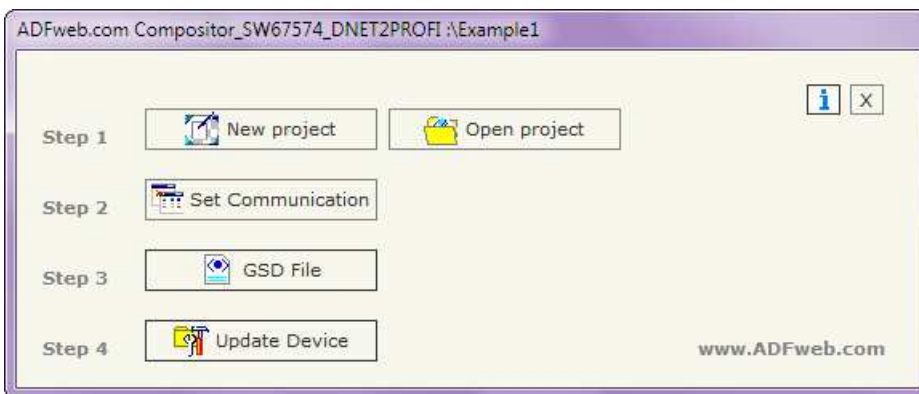 ADFweb.com Compositor_SW67574_DNET2PROFI :\Example1
i X
Step 1 New project Open project
Step 2 Set Communication
Step 3 GSD File
Step 4 Update Device
www.ADFweb.com